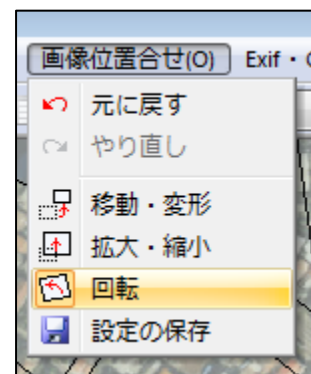 画像位置合せ(O) Exif・
元に戻す
やり直し
移動・変形
拡大・縮小
回転
設定の保存